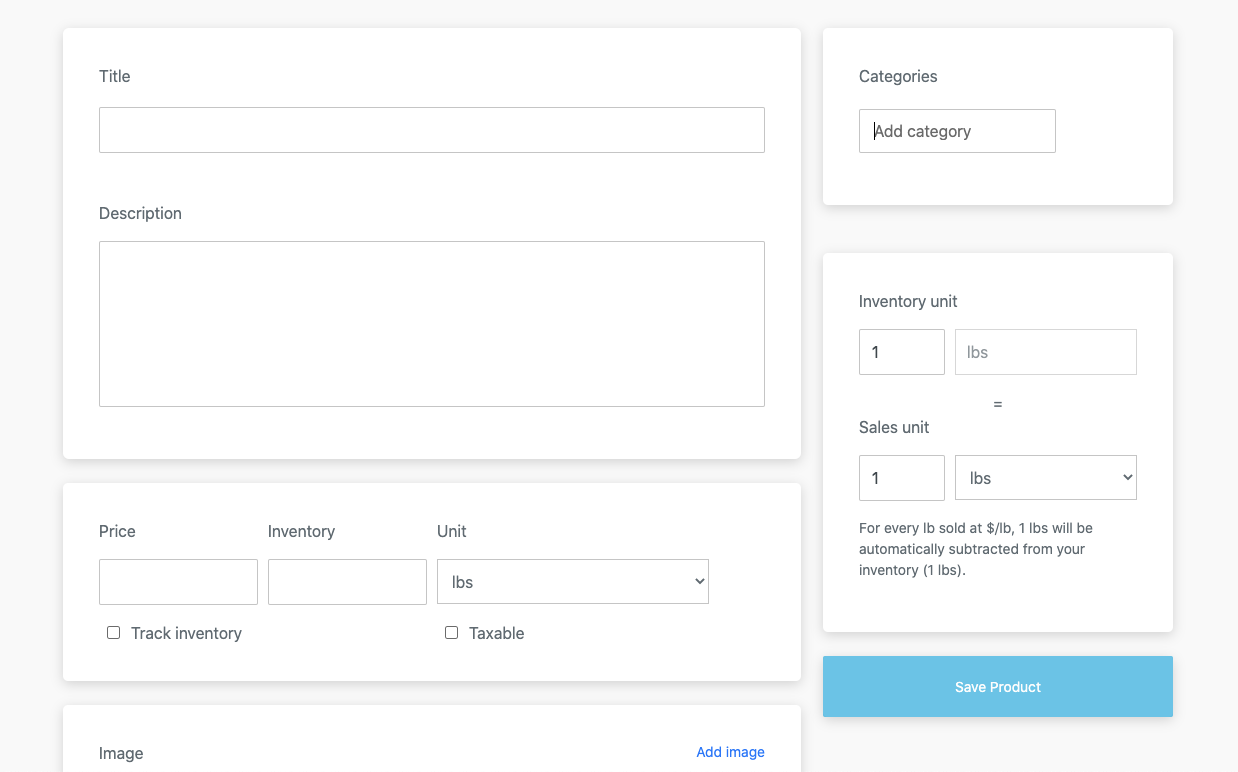 Title
Description
Price Inventory Unit
lbs
Track inventory Taxable
Image Add image
Categories
Add category
Inventory unit
1 lbs
=
Sales unit
1 lbs
For every lb sold at $/lb, 1 lbs will be
automatically subtracted from your
inventory (1 lbs).
Save Product